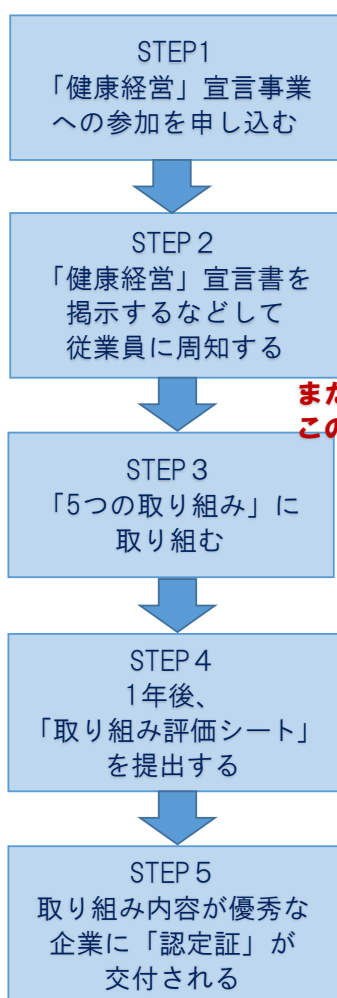 STEP1
「健康経営」宣言事業
への参加を申し込む
STEP２
「健康経営」宣言書を
掲示するなどして
従業員に周知する
また
この
STEP３
「5つの取り組み」に
取り組む
STEP４
1年後、
「取り組み評価シート」
を提出する
STEP５
取り組み内容が優秀な
企業に「認定証」が
交付される